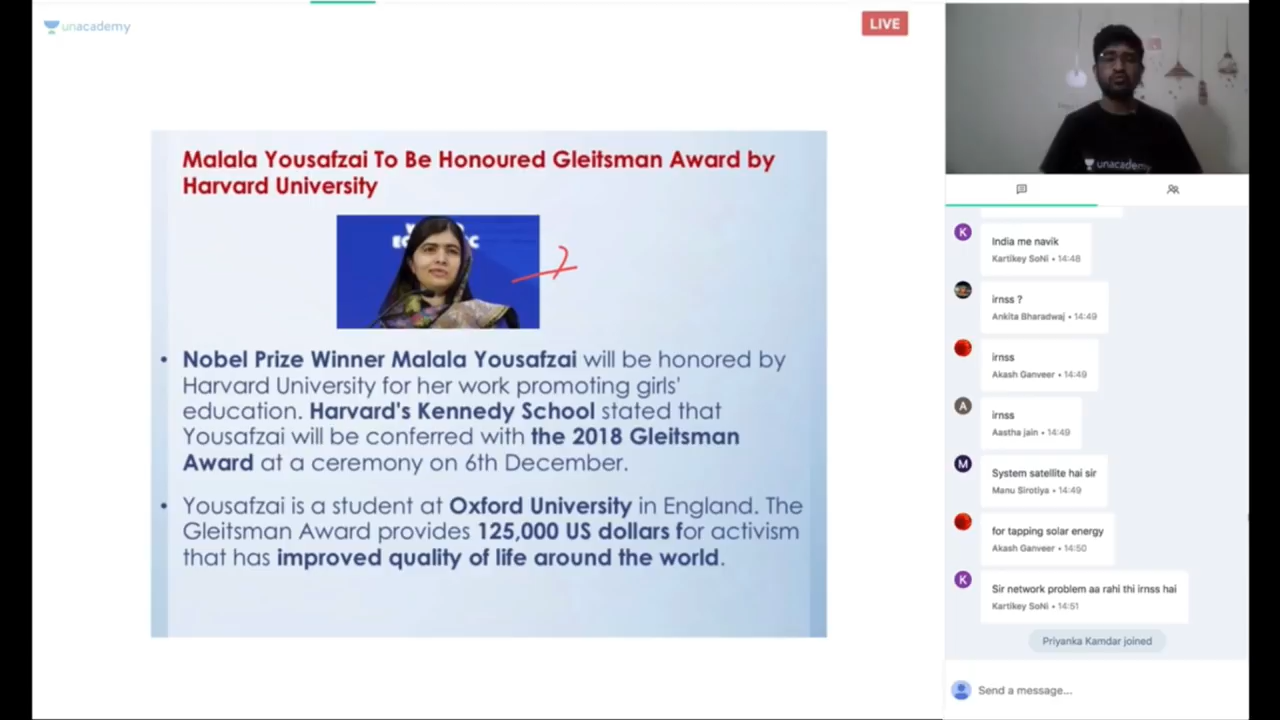 unacademy
LIVE
Malala Yousafzai To Be Honoured Gleitsman Award by
Harvard University
• Nobel Prize Winner Malala Yousafzai will be honored by
Harvard University for her work promoting girls'
education. Harvard's Kennedy School stated that
Yousafzai will be conferred with the 2018 Gleitsman
Award at a ceremony on 6th December.
• Yousafzai is a student at Oxford University in England. The
Gleitsman Award provides 125,000 US dollars for activism
that has improved quality of life around the world.
unacademy
K
India me navik
Kartikey SoNi • 14:48
irnss ?
Ankita Bharadwaj • 14:49
irnss
Akash Ganveer • 14:49
A
irnss
Aastha jain • 14:49
M
System satellite hai sir
Manu Sirotiya • 14:49
for tapping solar energy
Akash Ganveer • 14:50
K
Sir network problem aa rahi thi irnss hai
Kartikey SoNi • 14:51
Priyanka Kamdar joined
Send a message...